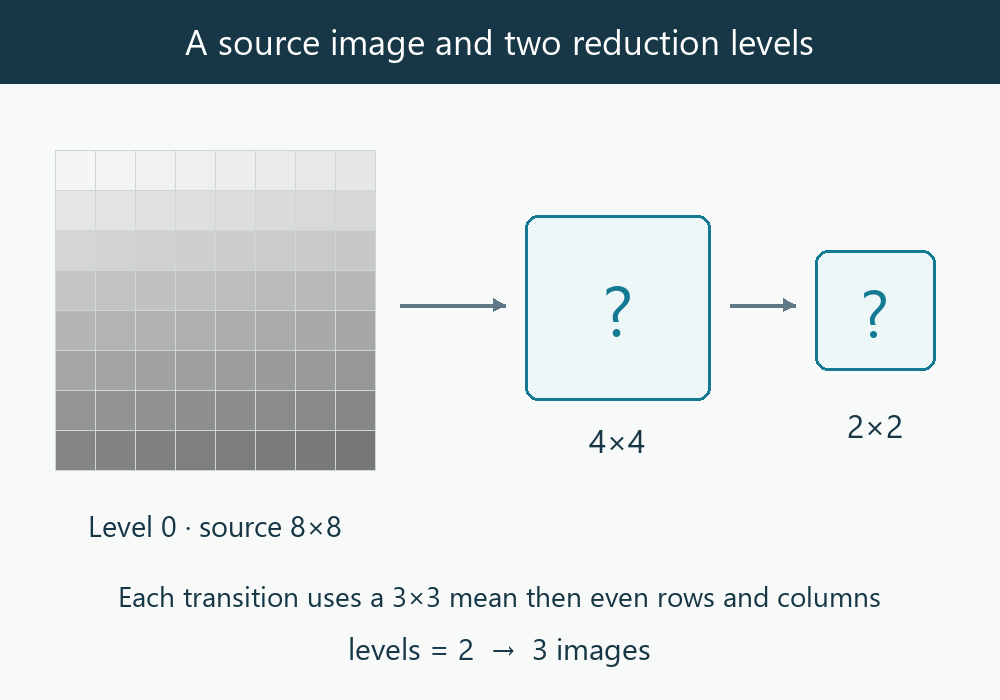 A source image and two reduction levels
?
?
4×4
2×2
Level 0 · source 8×8
Each transition uses a 3×3 mean then even rows and columns
levels = 2 → 3 images